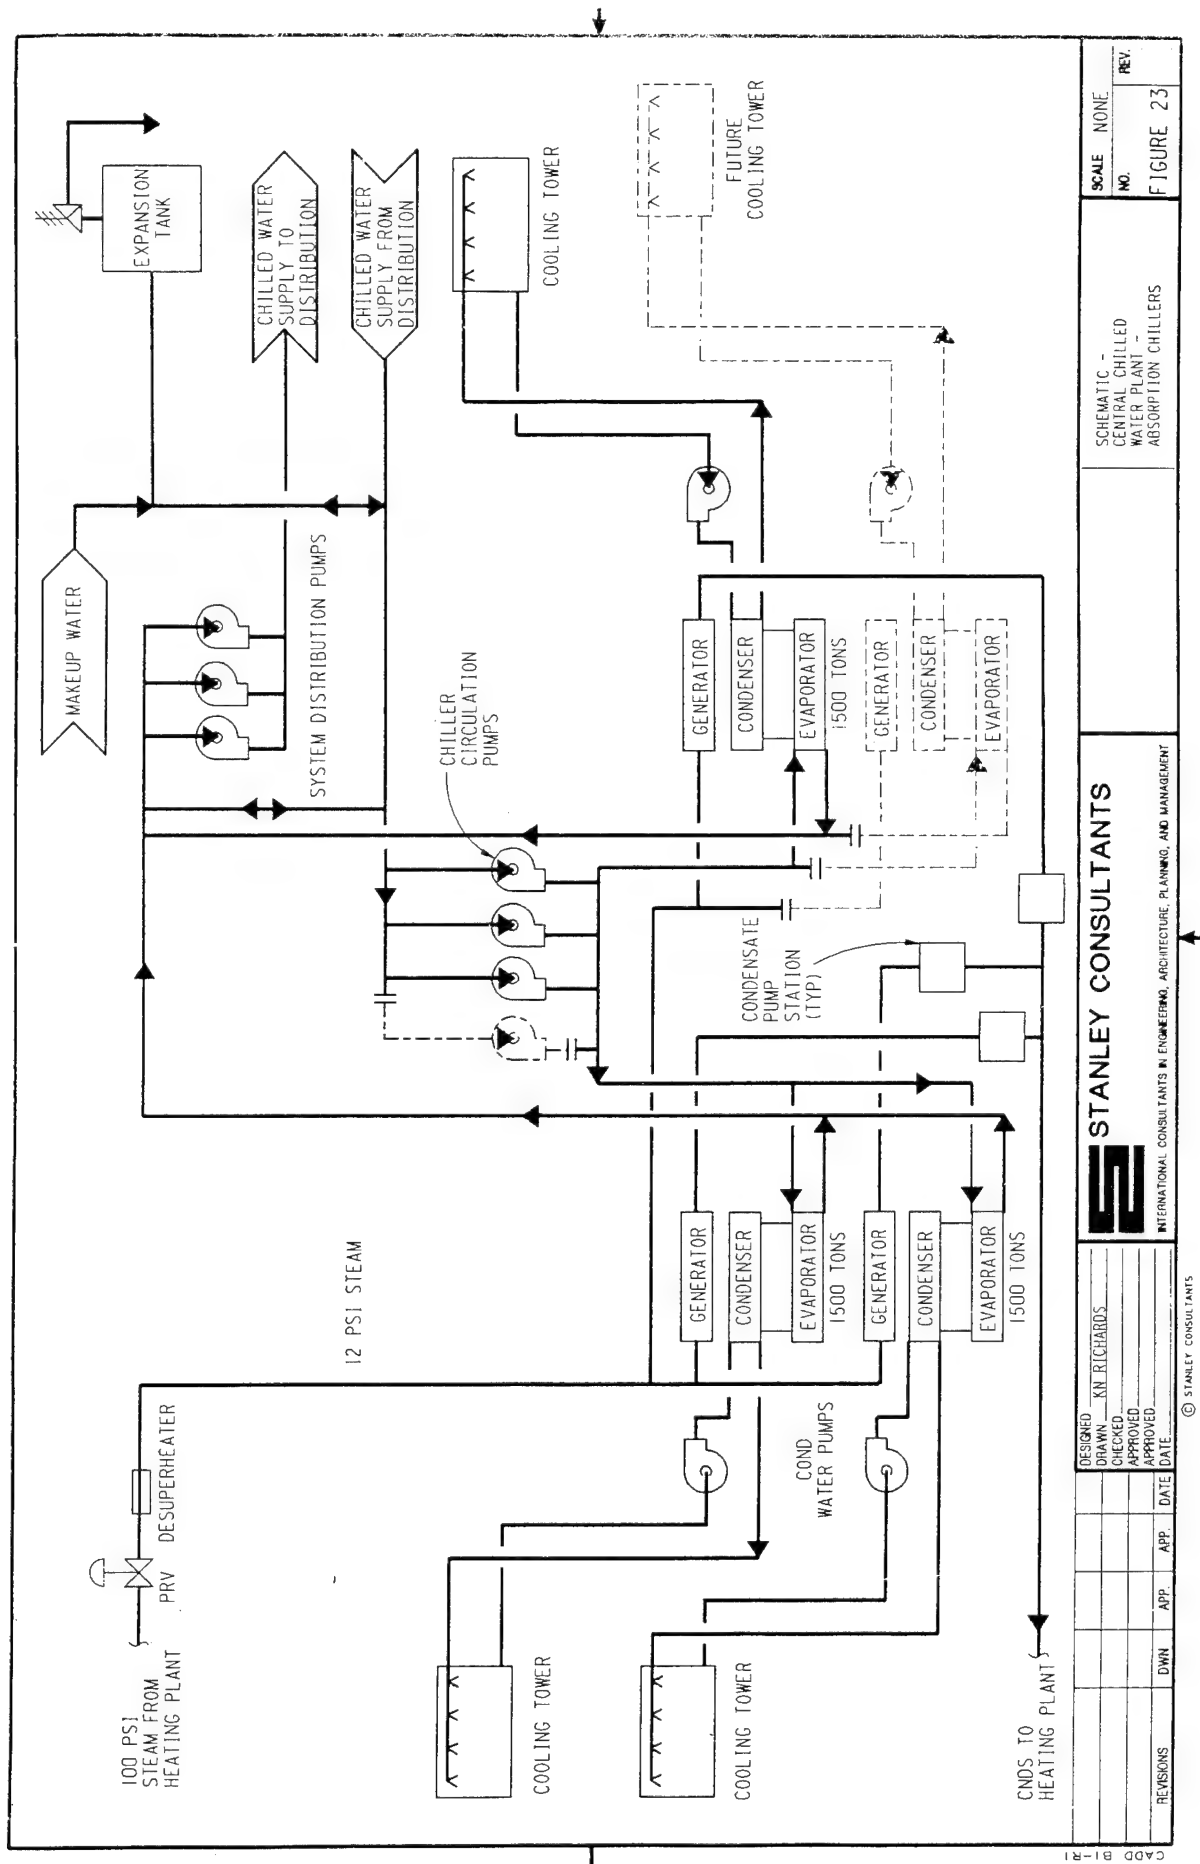 100 PSI
STEAM FROM
HEATING PLANT
PRV
DESUPERHEATER
12 PSI STEAM
MAKEUP WATER
EXPANSION
TANK
CHILLED WATER
SUPPLY TO
DISTRIBUTION
CHILLED WATER
SUPPLY FROM
DISTRIBUTION
SYSTEM DISTRIBUTION PUMPS
CHILLER
CIRCULATION
PUMPS
COOLING TOWER
COOLING TOWER
COOLING TOWER
FUTURE
COOLING TOWER
COND
WATER PUMPS
GENERATOR
CONDENSER
EVAPORATOR
1500 TONS
GENERATOR
CONDENSER
EVAPORATOR
1500 TONS
CONDENSATE
PUMP
STATION
(TYP)
GENERATOR
CONDENSER
EVAPORATOR
1500 TONS
GENERATOR
CONDENSER
EVAPORATOR
CNDS TO
HEATING PLANT
REVISIONS
DWN
APP.
APP.
DATE
DESIGNED
DRAWN KN RICHARDS
CHECKED
APPROVED
APPROVED
DATE
STANLEY CONSULTANTS
INTERNATIONAL CONSULTANTS IN ENGINEERING, ARCHITECTURE, PLANNING, AND MANAGEMENT
SCHEMATIC -
CENTRAL CHILLED
WATER PLANT -
ABSORPTION CHILLERS
SCALE NONE
NO.
REV.
FIGURE 23
© STANLEY CONSULTANTS
CADD B1-R1